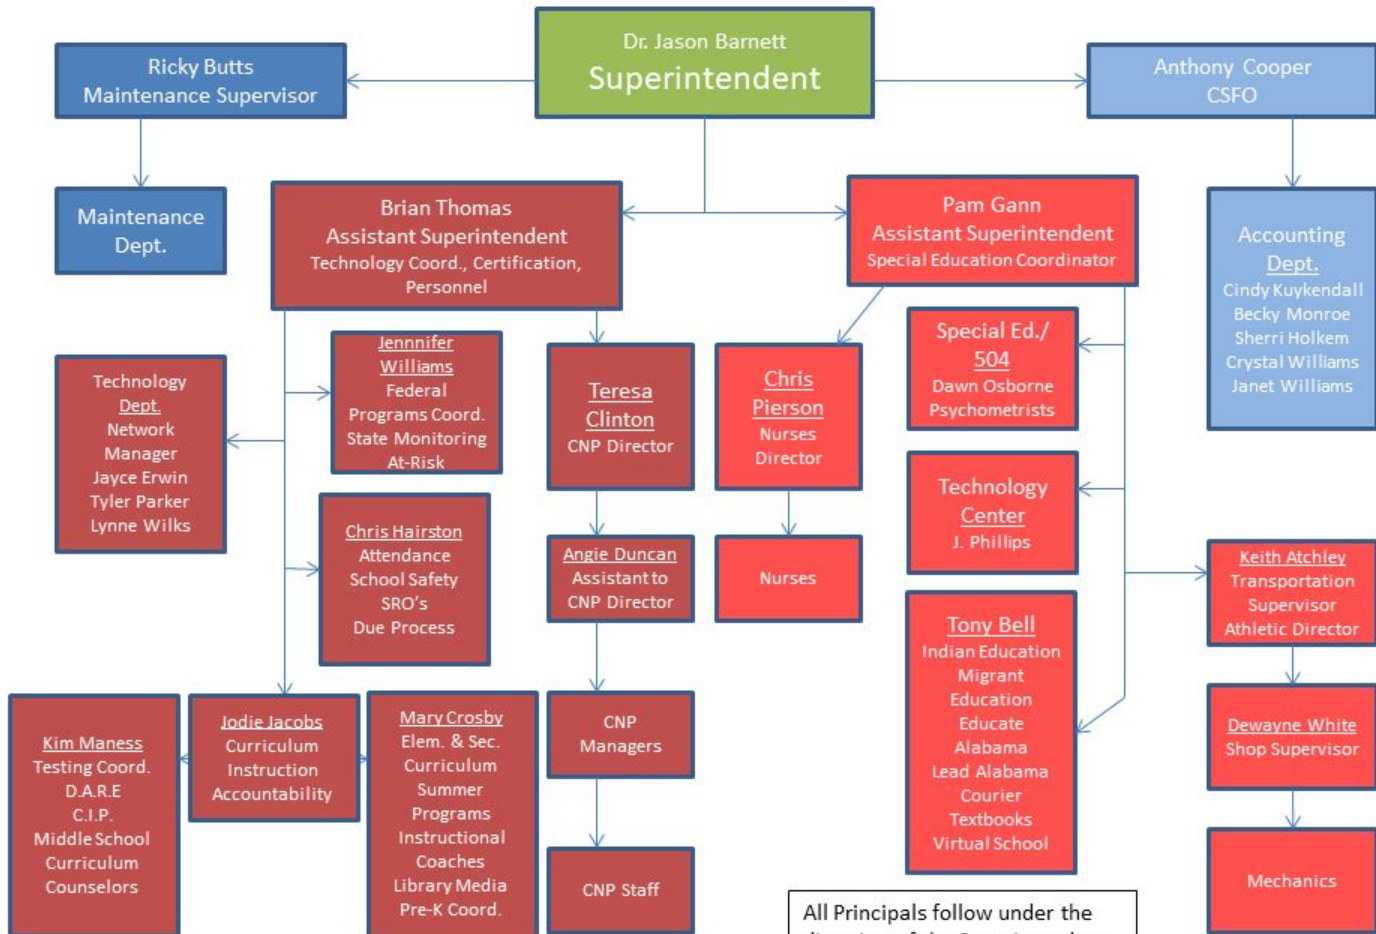 Dr. Jason Barnett
Superintendent
Ricky Butts
Maintenance Supervisor
Anthony Cooper
CSFO
Maintenance
Dept.
Brian Thomas
Assistant Superintendent
Technology Coord., Certification,
Personnel
Pam Gann
Assistant Superintendent
Special Education Coordinator
Accounting
Dept.
Cindy Kuykendall
Becky Monroe
Sherri Holkem
Crystal Williams
Janet Williams
Technology
Dept.
Network
Manager
Jayce Erwin
Tyler Parker
Lynne Wilks
Jennnifer
Williams
Federal
Programs Coord.
State Monitoring
At-Risk
Teresa
Clinton
CNP Director
Chris
Pierson
Nurses
Director
Special Ed./
504
Dawn Osborne
Psychometrists
Technology
Center
J. Phillips
Chris Hairston
Attendance
School Safety
SRO's
Due Process
Angie Duncan
Assistant to
CNP Director
Nurses
Keith Atchley
Transportation
Supervisor
Athletic Director
Tony Bell
Indian Education
Migrant
Education
Educate
Alabama
Lead Alabama
Courier
Textbooks
Virtual School
Kim Maness
Testing Coord.
D.A.R.E
C.I.P.
Middle School
Curriculum
Counselors
Jodie Jacobs
Curriculum
Instruction
Accountability
Mary Crosby
Elem. & Sec.
Curriculum
Summer
Programs
Instructional
Coaches
Library Media
Pre-K Coord.
CNP
Managers
Dewayne White
Shop Supervisor
CNP Staff
Mechanics
All Principals follow under the